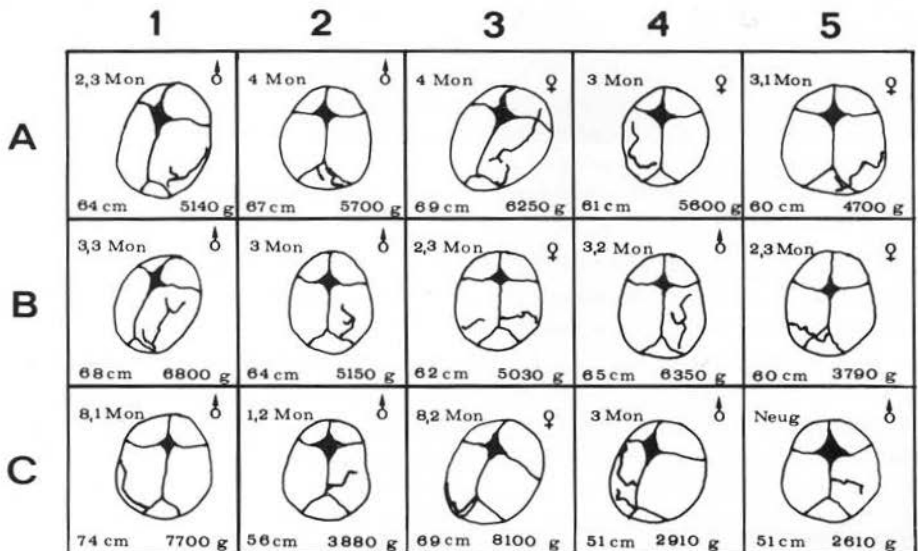 1 2 3 4 5
A
2,3 Mon ♂ 4 Mon ♂ 4 Mon ♀ 3 Mon ♀ 3,1 Mon ♀
64 cm 5140 g 67 cm 5700 g 69 cm 6250 g 61 cm 5600 g 60 cm 4700 g
B
3,3 Mon ♂ 3 Mon ♂ 2,3 Mon ♀ 3,2 Mon ♂ 2,3 Mon ♀
68 cm 6800 g 64 cm 5150 g 62 cm 5030 g 65 cm 6350 g 60 cm 3790 g
C
8,1 Mon ♂ 1,2 Mon ♂ 8,2 Mon ♀ 3 Mon ♂ Neug ♂
74 cm 7700 g 56 cm 3880 g 69 cm 8100 g 51 cm 2910 g 51 cm 2610 g